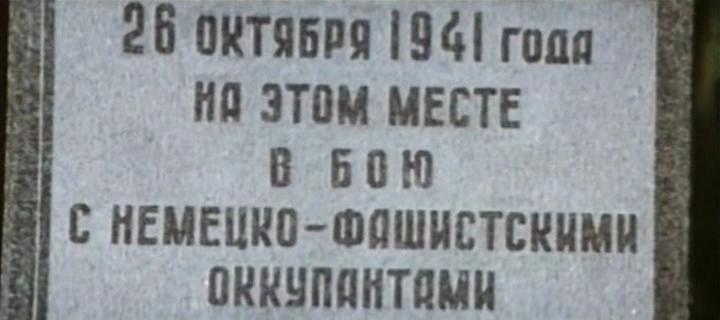 26 ОКТЯБРЯ 1941 ГОДА
НА ЭТОМ МЕСТЕ
В БОЮ
С НЕМЕЦКО-ФАШИСТСКИМИ
ОККУПАНТАМИ